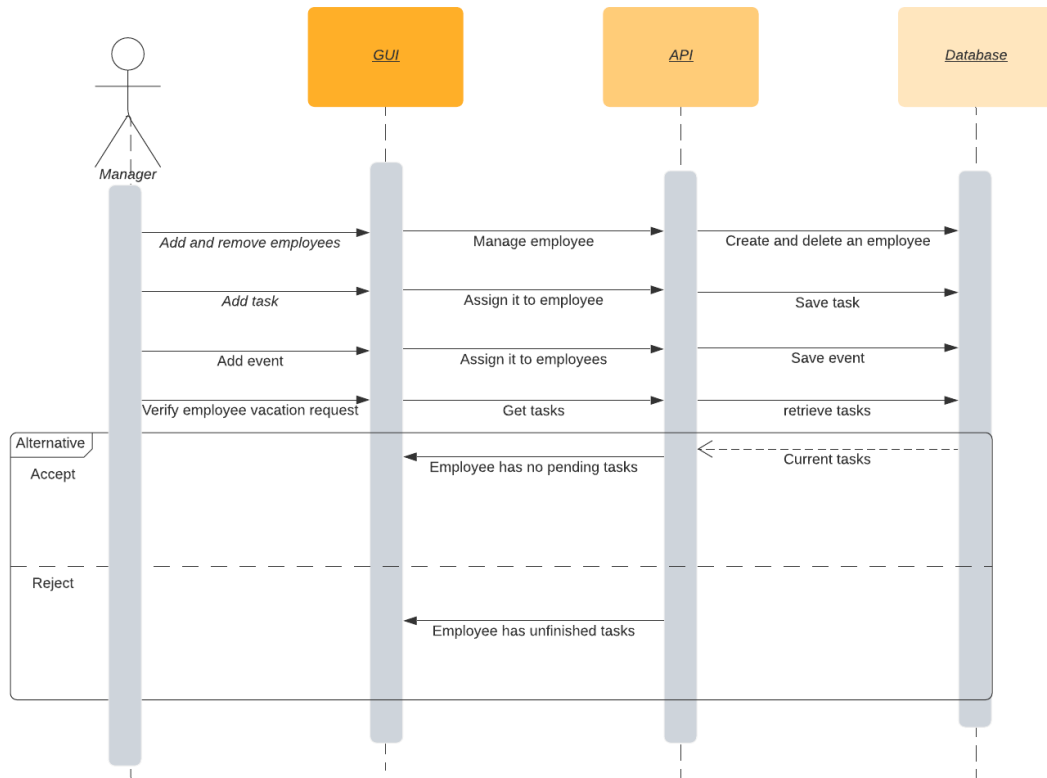 GUI
API
Database
Manager
Add and remove employees
Manage employee
Create and delete an employee
Add task
Assign it to employee
Save task
Add event
Assign it to employees
Save event
Verify employee vacation request
Get tasks
retrieve tasks
Alternative
Accept
Employee has no pending tasks
Current tasks
Reject
Employee has unfinished tasks